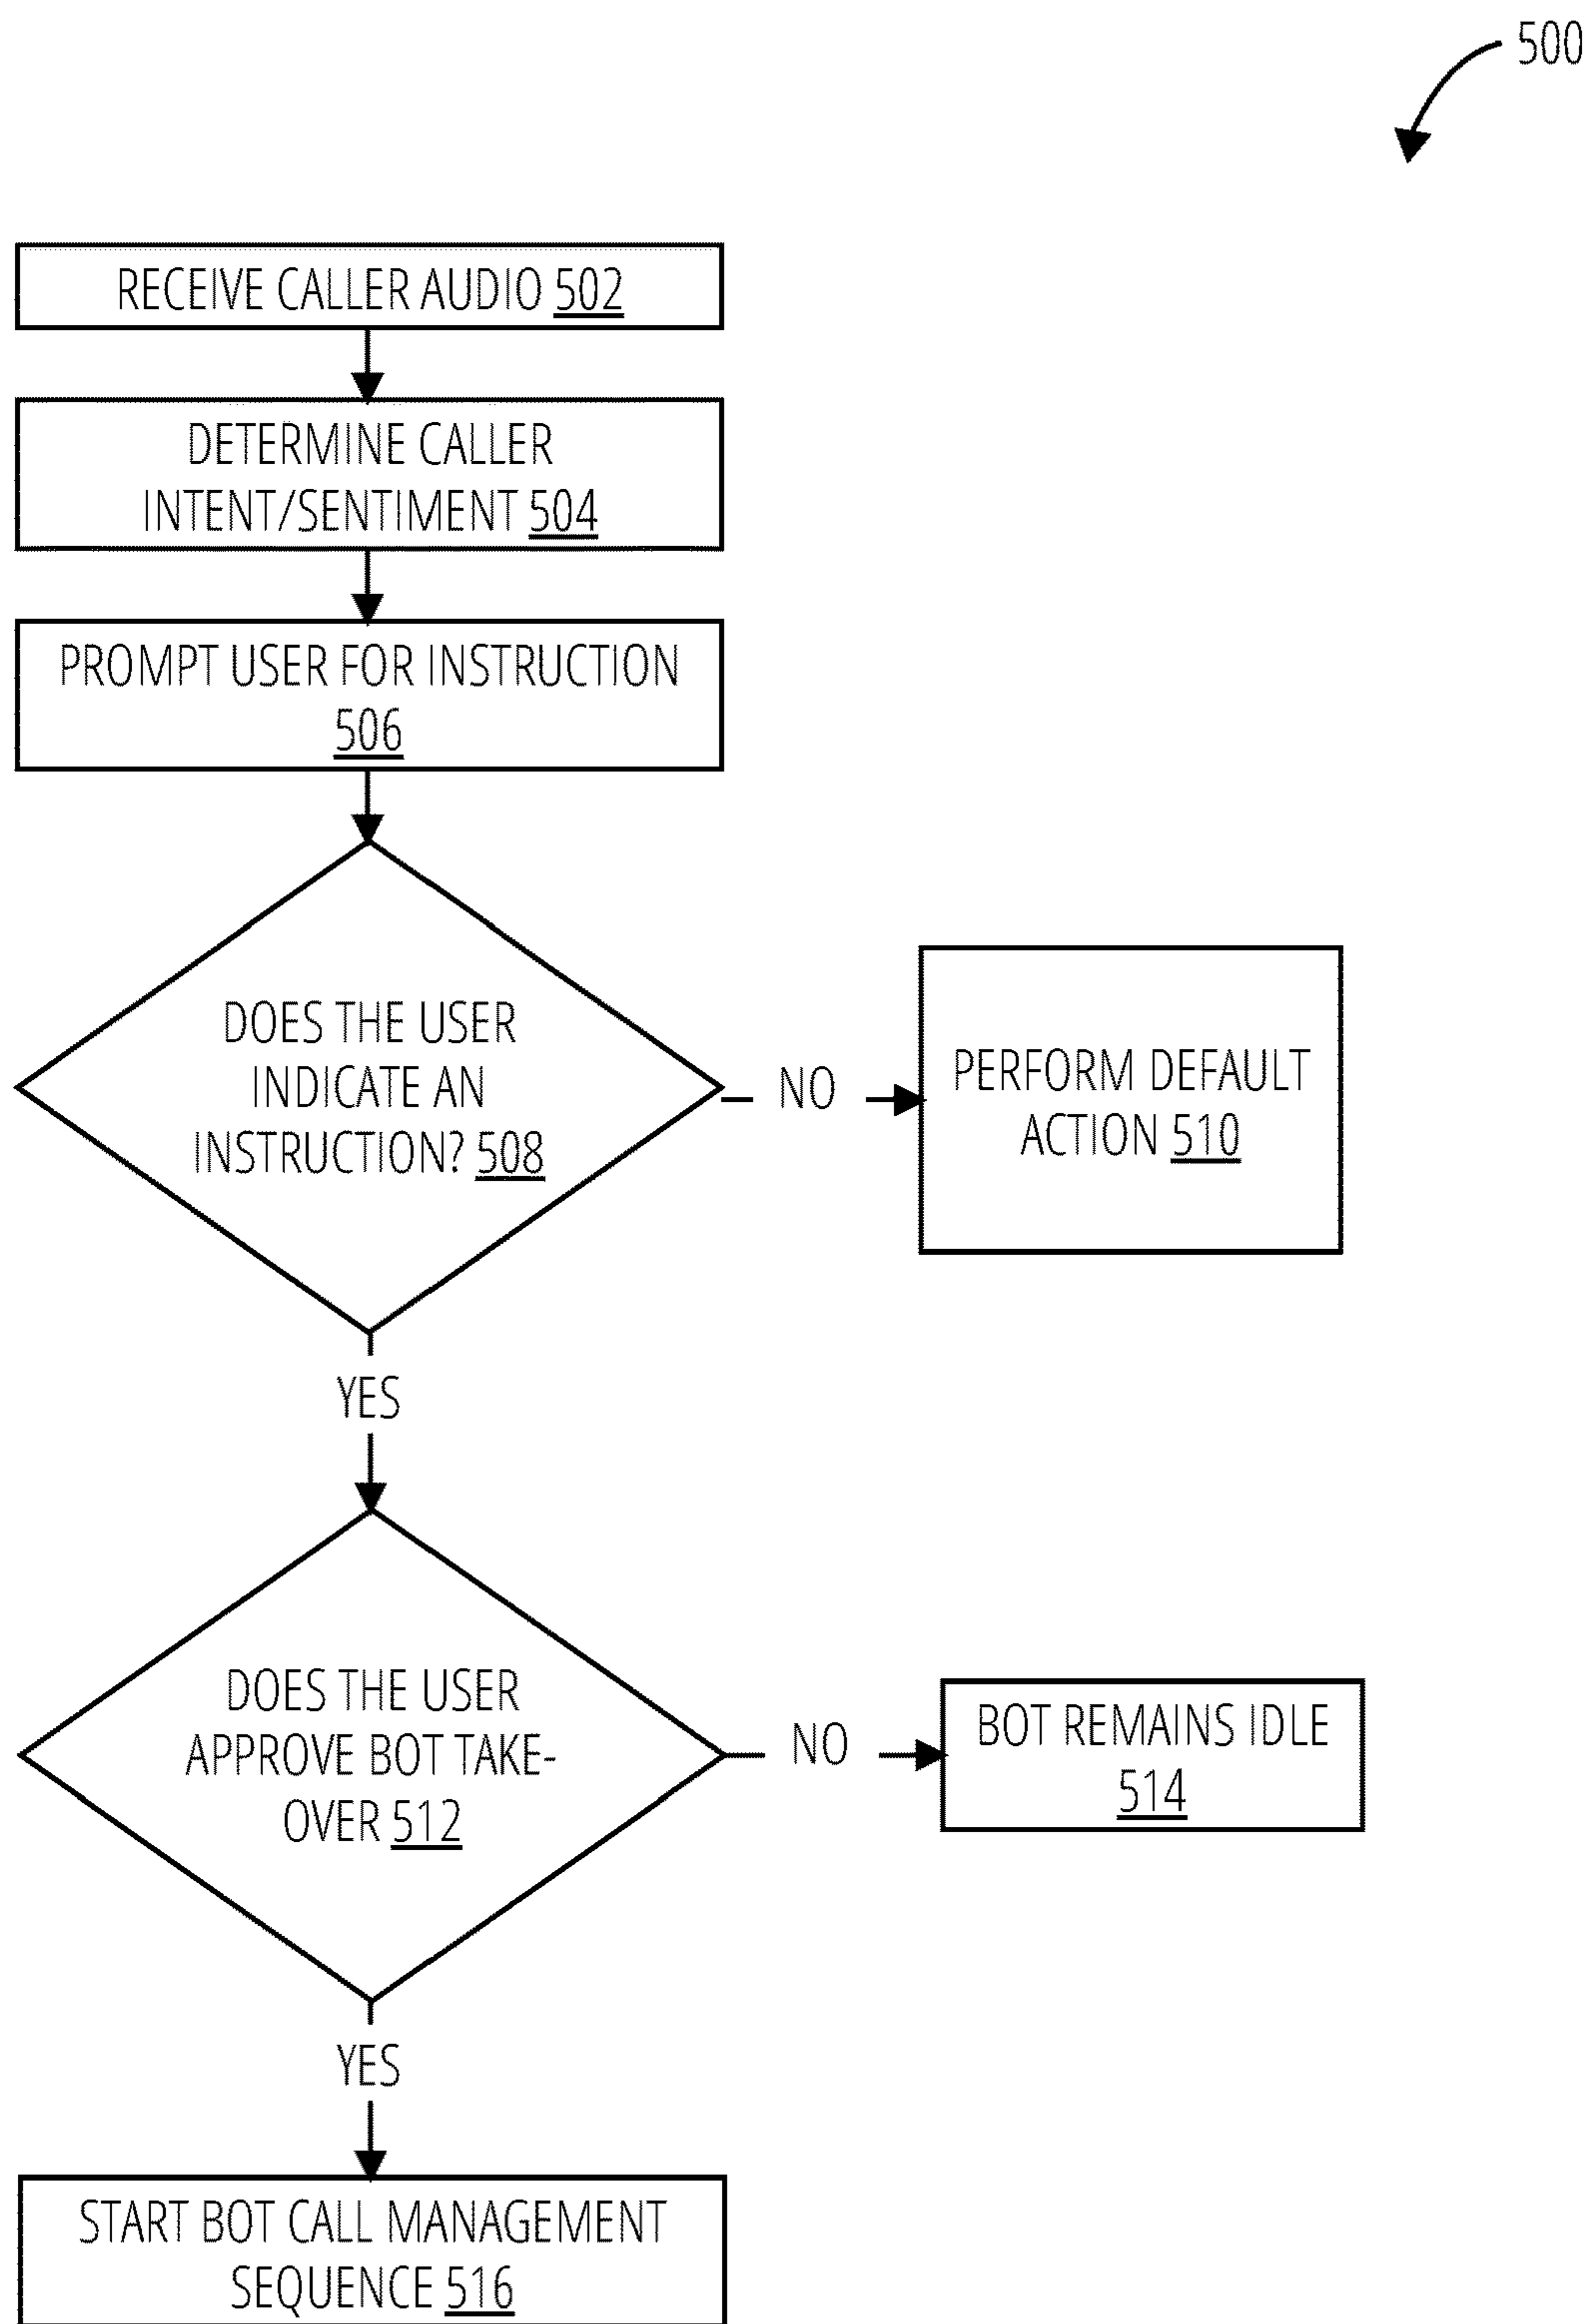 500
RECEIVE CALLER AUDIO 502
DETERMINE CALLER
INTENT/SENTIMENT 504
PROMPT USER FOR INSTRUCTION
506
DOES THE USER
INDICATE AN
INSTRUCTION? 508
NO
PERFORM DEFAULT
ACTION 510
YES
DOES THE USER
APPROVE BOT TAKE-
OVER 512
NO
BOT REMAINS IDLE
514
YES
START BOT CALL MANAGEMENT
SEQUENCE 516